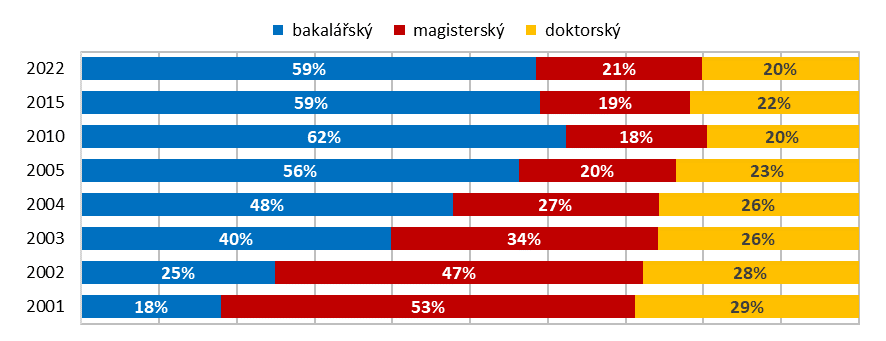 bakalářský magisterský doktorský
2022 59% 21% 20%
2015 59% 19% 22%
2010 62% 18% 20%
2005 56% 20% 23%
2004 48% 27% 26%
2003 40% 34% 26%
2002 25% 47% 28%
2001 18% 53% 29%